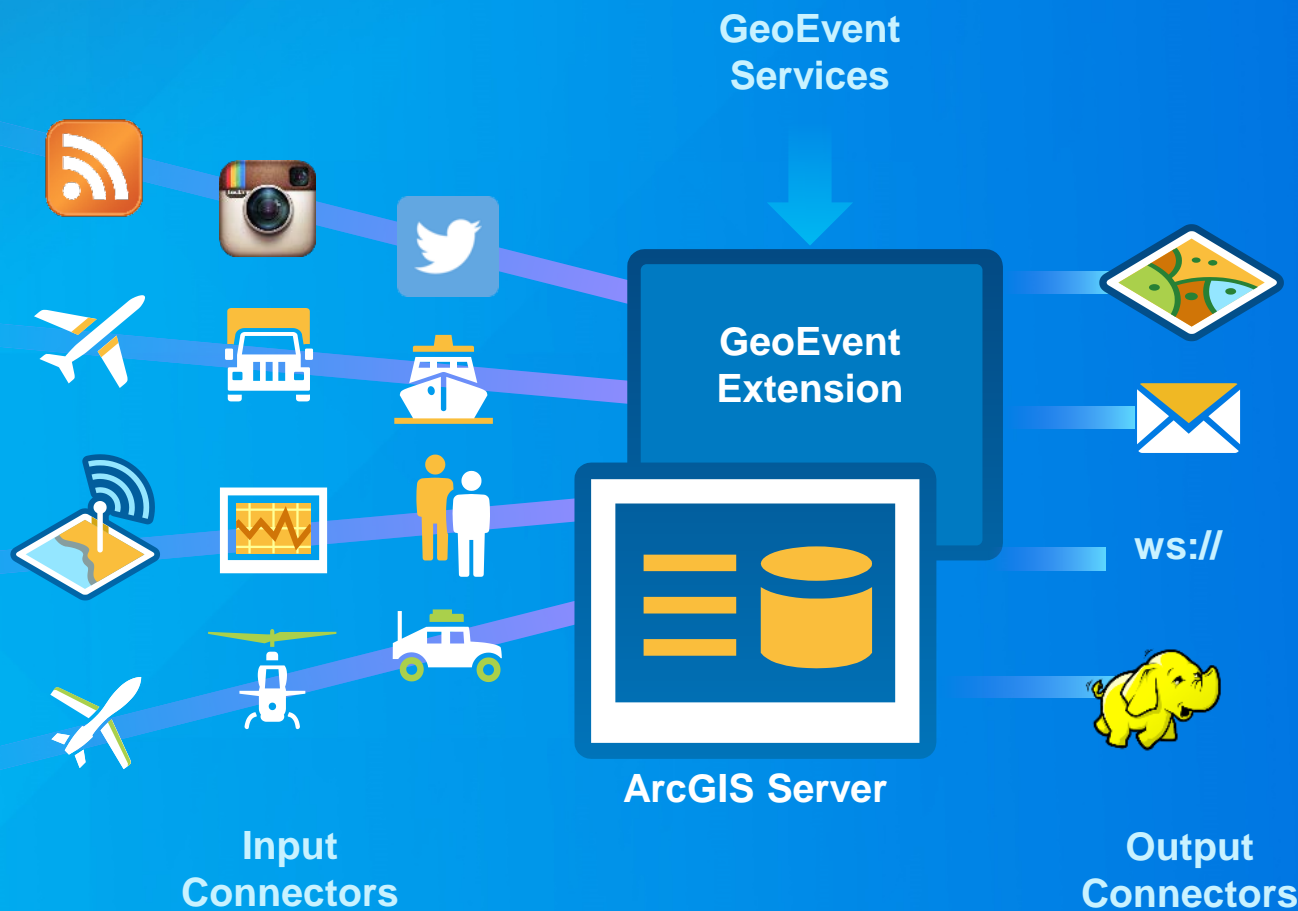 GeoEvent
Services
GeoEvent
Extension
ws://
ArcGIS Server
Input
Connectors
Output
Connectors